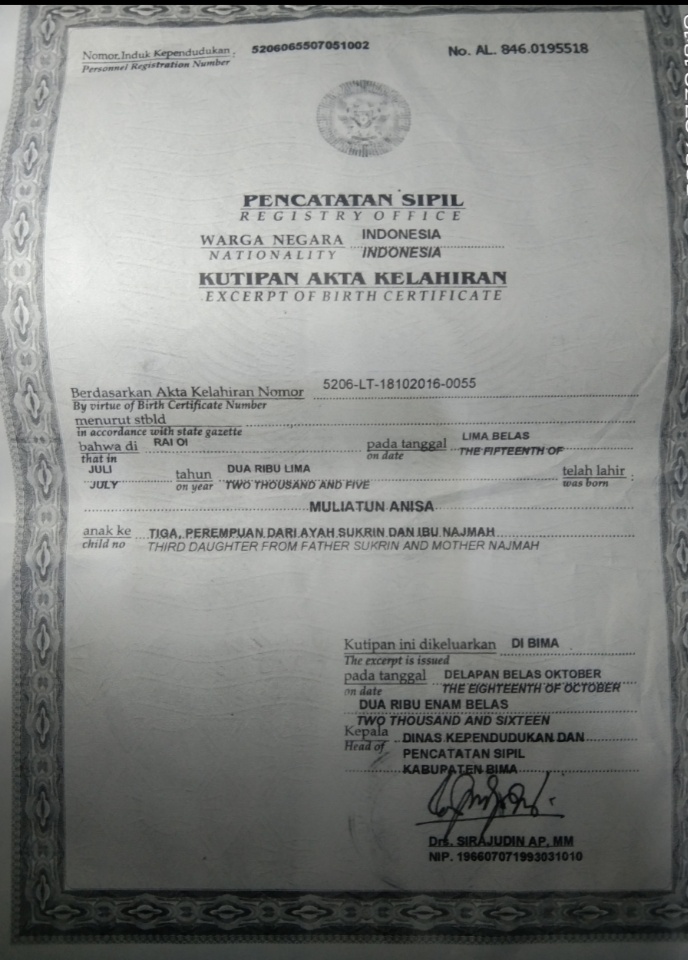 Nomor Induk Kependudukan : 5206065507051002 No. AL. 846.0195518
Personnel Registration Number
PENCATATAN SIPIL
REGISTRY OFFICE
WARGA NEGARA INDONESIA
NATIONALITY INDONESIA
KUTIPAN AKTA KELAHIRAN
EXCERPT OF BIRTH CERTIFICATE
Berdasarkan Akta Kelahiran Nomor 5206-LT-18102016-0055
By virtue of Birth Certificate Number
menurut stbld
in accordance with state gazette
bahwa di RAI OI pada tanggal LIMA BELAS
that in on date THE FIFTEENTH OF
JULI tahun DUA RIBU LIMA telah lahir :
JULY on year TWO THOUSAND AND FIVE was born
MULIATUN ANISA
anak ke TIGA, PEREMPUAN DARI AYAH SUKRIN DAN IBU NAJMAH
child no THIRD DAUGHTER FROM FATHER SUKRIN AND MOTHER NAJMAH
Kutipan ini dikeluarkan DI BIMA
The excerpt is issued
pada tanggal DELAPAN BELAS OKTOBER
on date THE EIGHTEENTH OF OCTOBER
DUA RIBU ENAM BELAS
TWO THOUSAND AND SIXTEEN
Kepala DINAS KEPENDUDUKAN DAN
Head of PENCATATAN SIPIL
KABUPATEN BIMA
Drs. SIRAJUDIN AP, MM
NIP. 196607071993031010